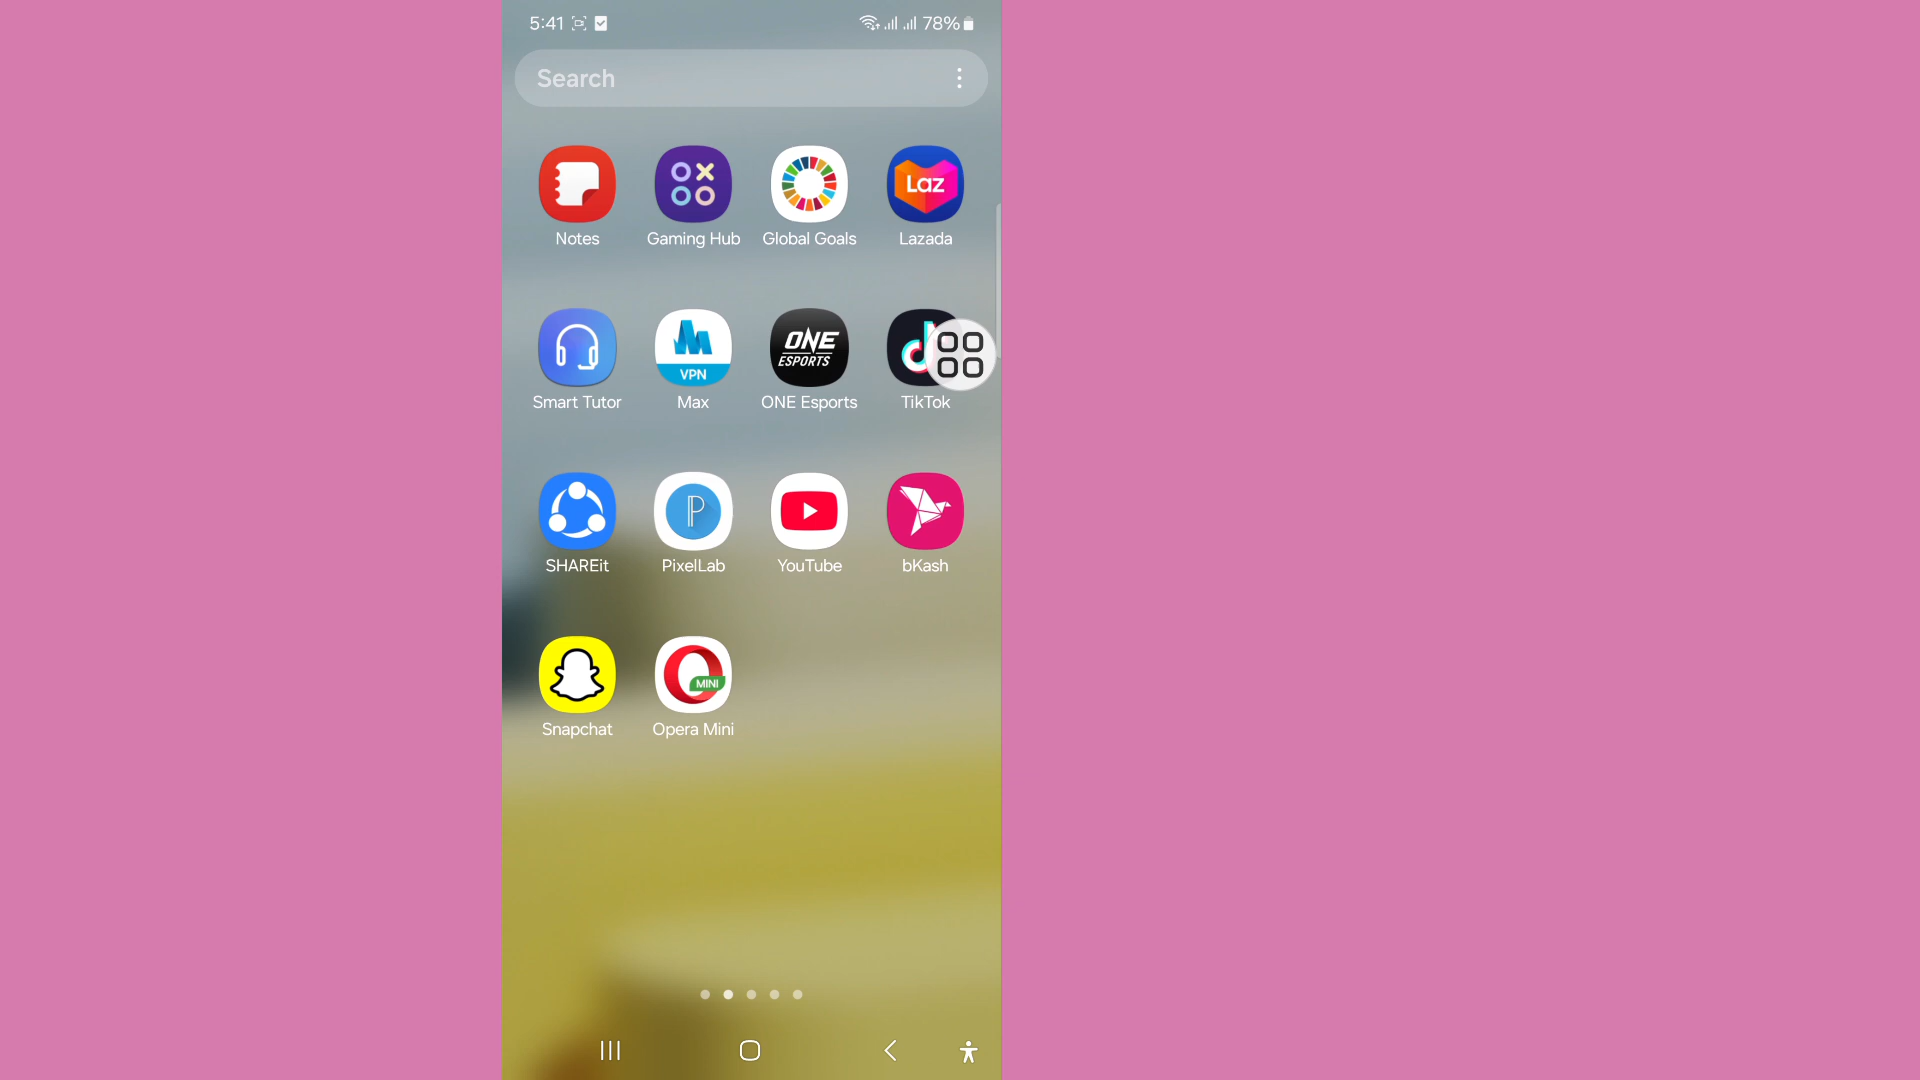 5:41 78%
Search
Laz
Notes Gaming Hub Global Goals Lazada
VPN ONE ESPORTS
Smart Tutor Max ONE Esports TikTok
P
SHAREit PixelLab YouTube bKash
MINI
Snapchat Opera Mini